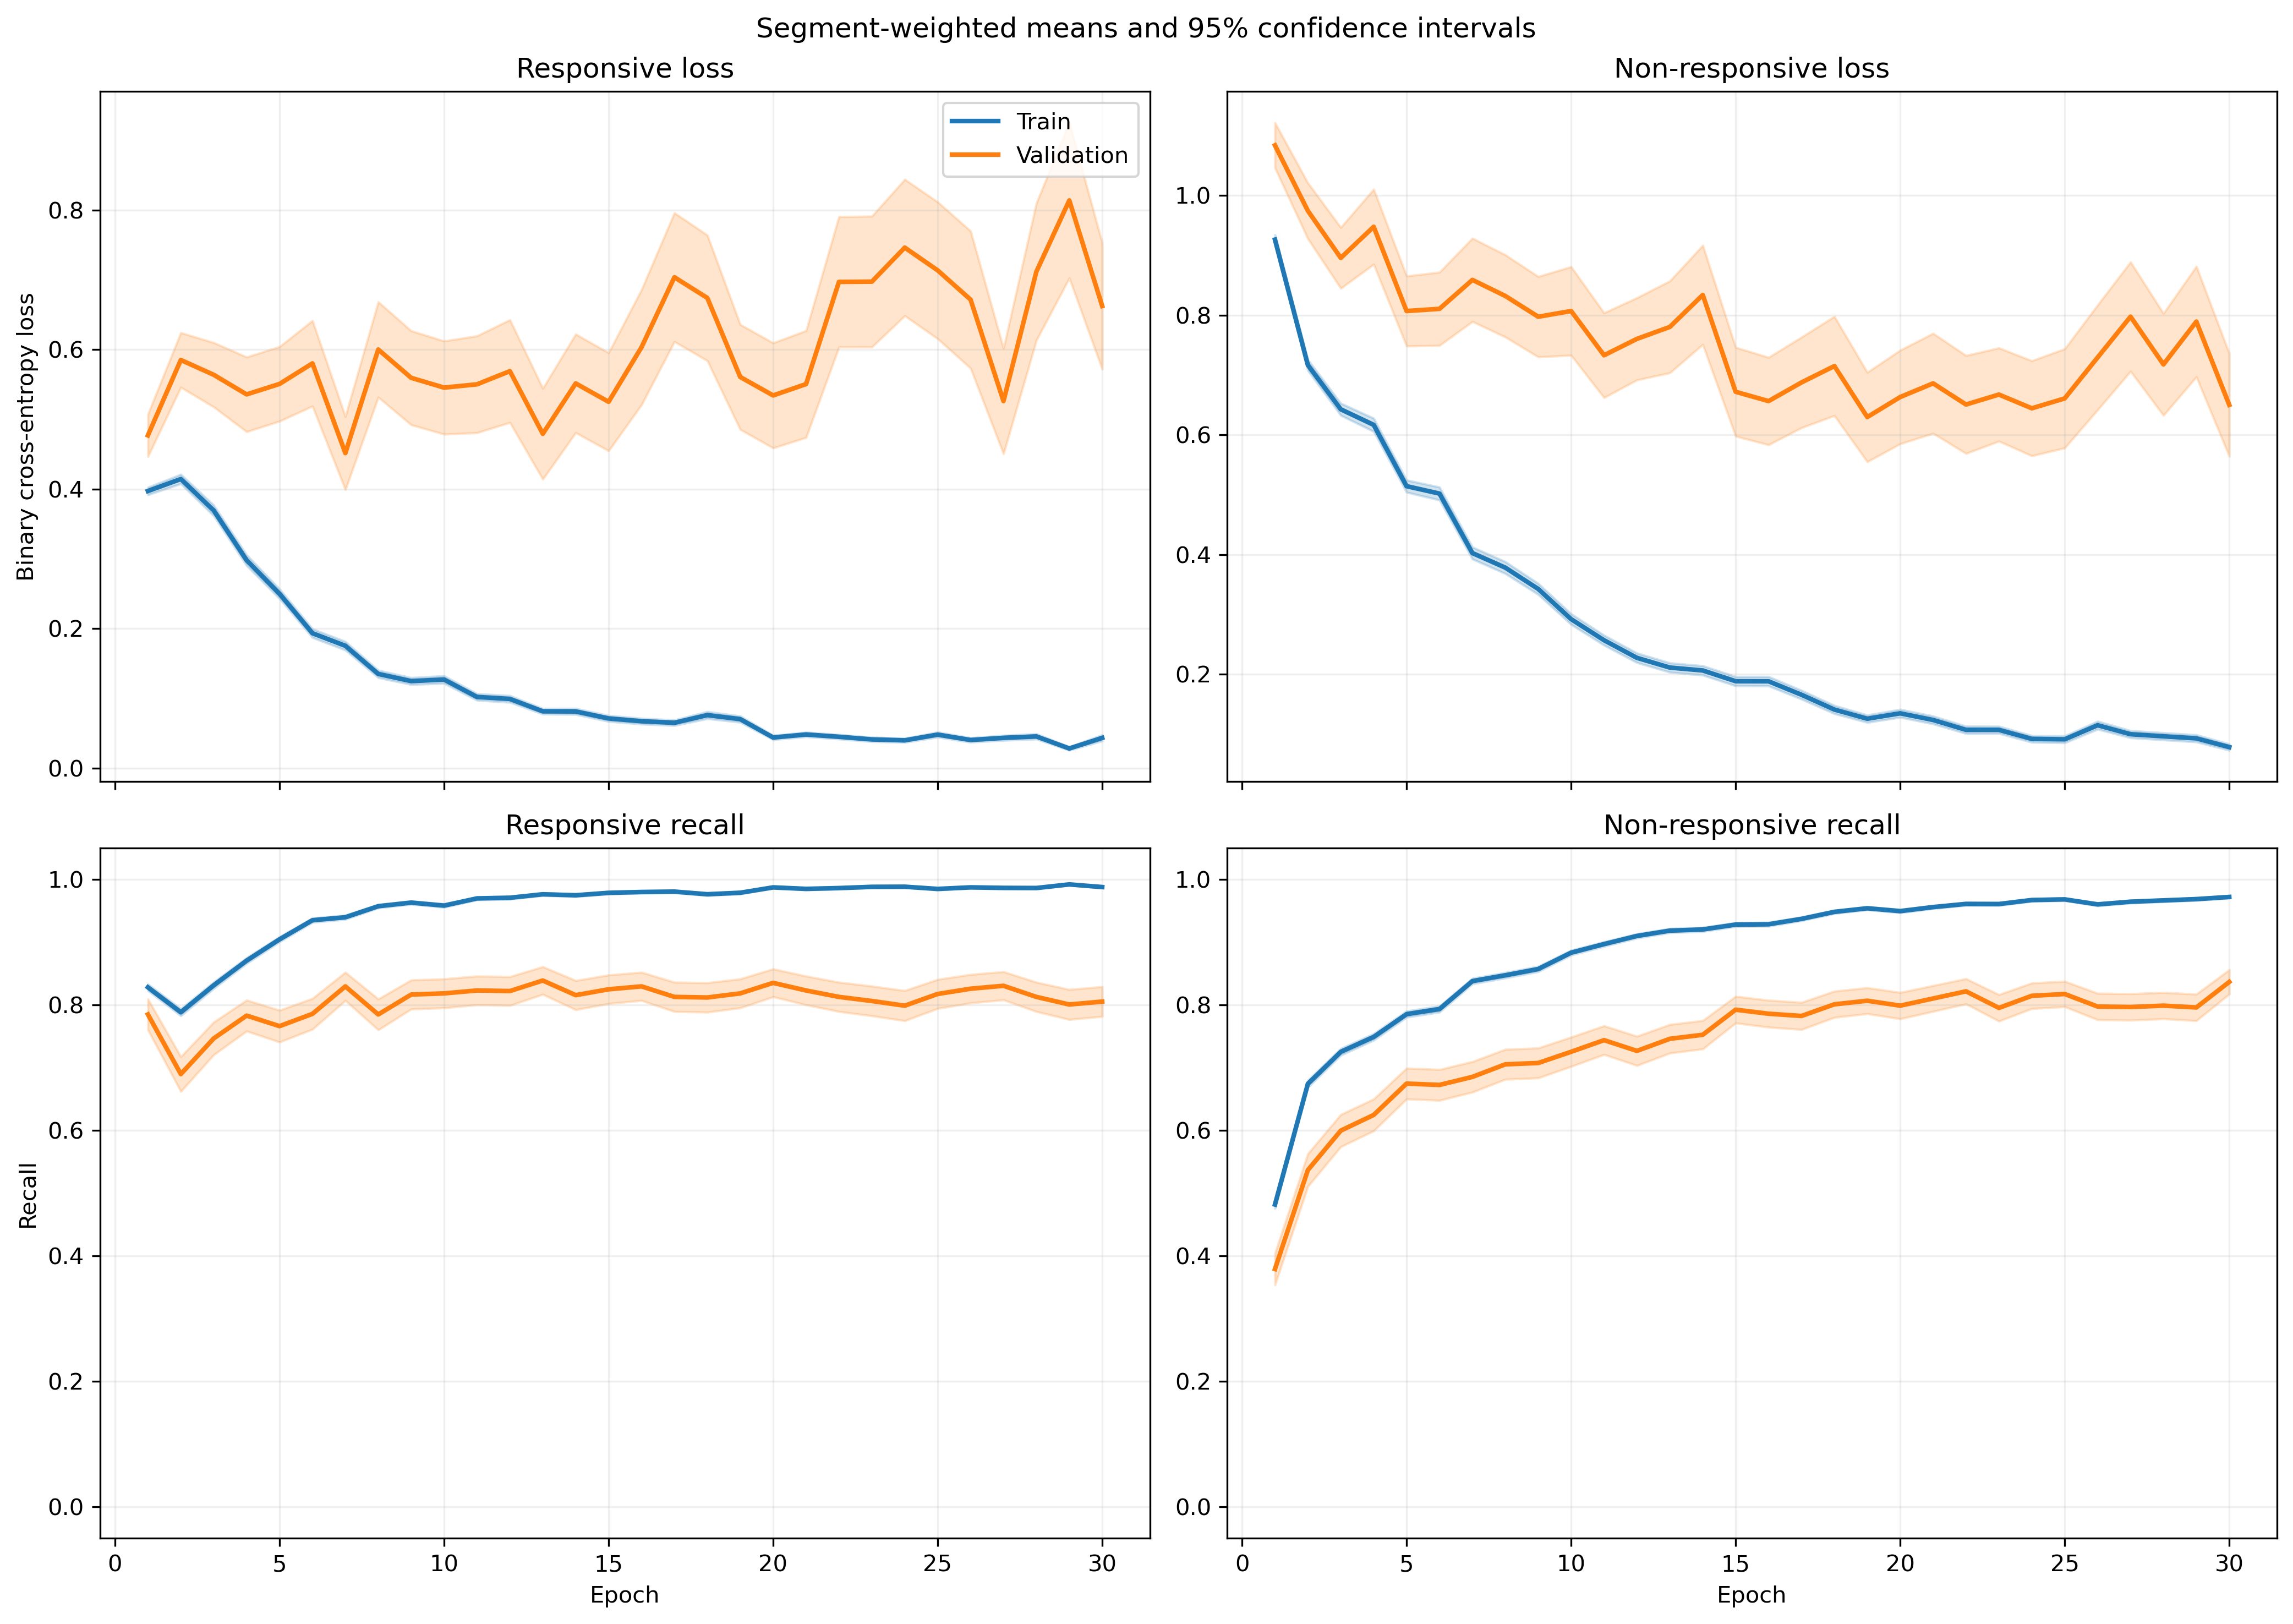 Segment-weighted means and 95% confidence intervals
Responsive loss
Train
Validation
Binary cross-entropy loss
0.8
0.6
0.4
0.2
0.0
Non-responsive loss
1.0
0.8
0.6
0.4
0.2
Responsive recall
Recall
1.0
0.8
0.6
0.4
0.2
0.0
0 5 10 15 20 25 30
Epoch
Non-responsive recall
1.0
0.8
0.6
0.4
0.2
0.0
0 5 10 15 20 25 30
Epoch